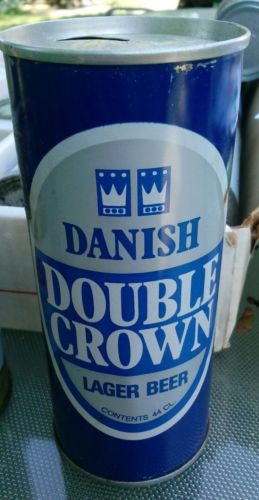 DANISH
DOUBLE
CROWN
LAGER BEER
CONTENTS 44 CL.